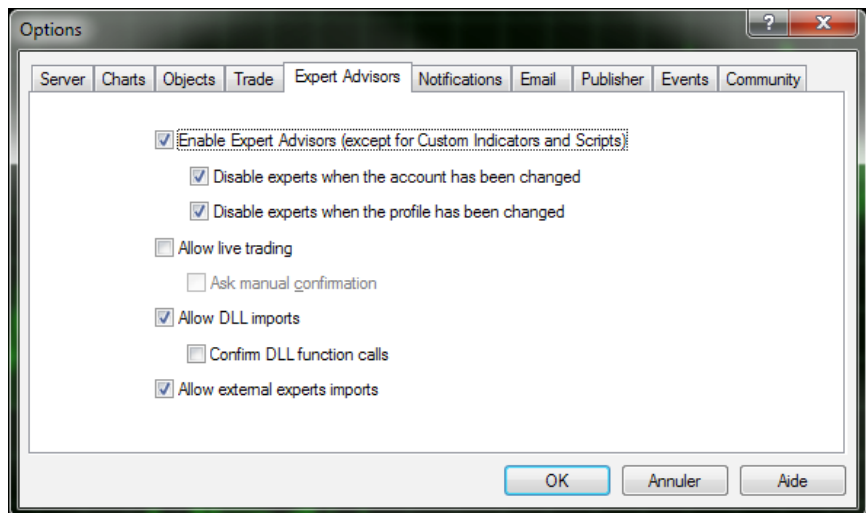 Options
Server Charts Objects Trade Expert Advisors Notifications Email Publisher Events Community
Enable Expert Advisors (except for Custom Indicators and Scripts)
Disable experts when the account has been changed
Disable experts when the profile has been changed
Allow live trading
Ask manual confirmation
Allow DLL imports
Confirm DLL function calls
Allow external experts imports
OK Annuler Aide